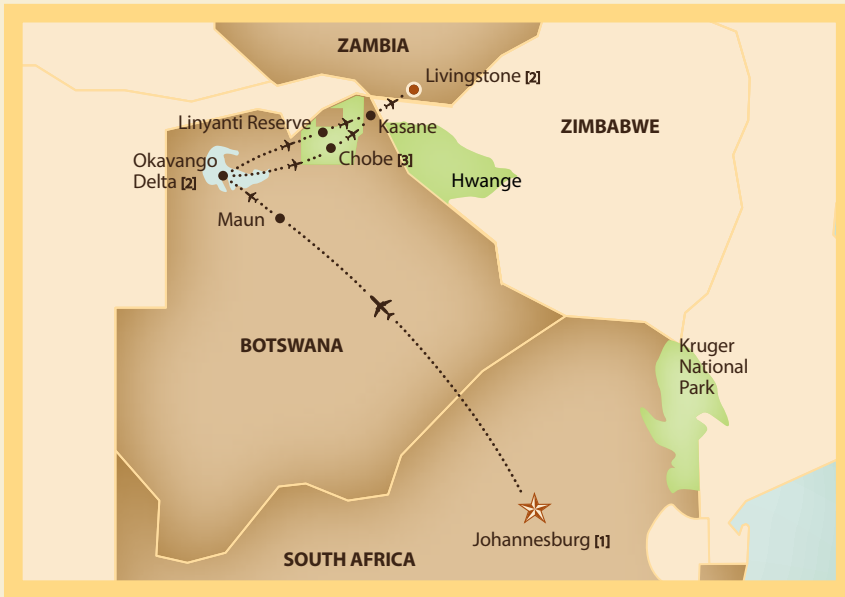 ZAMBIA
Livingstone [2]
Linyanti Reserve
Kasane
ZIMBABWE
Okavango
Delta [2]
Chobe [3]
Hwange
Maun
BOTSWANA
Kruger
National
Park
Johannesburg [1]
SOUTH AFRICA